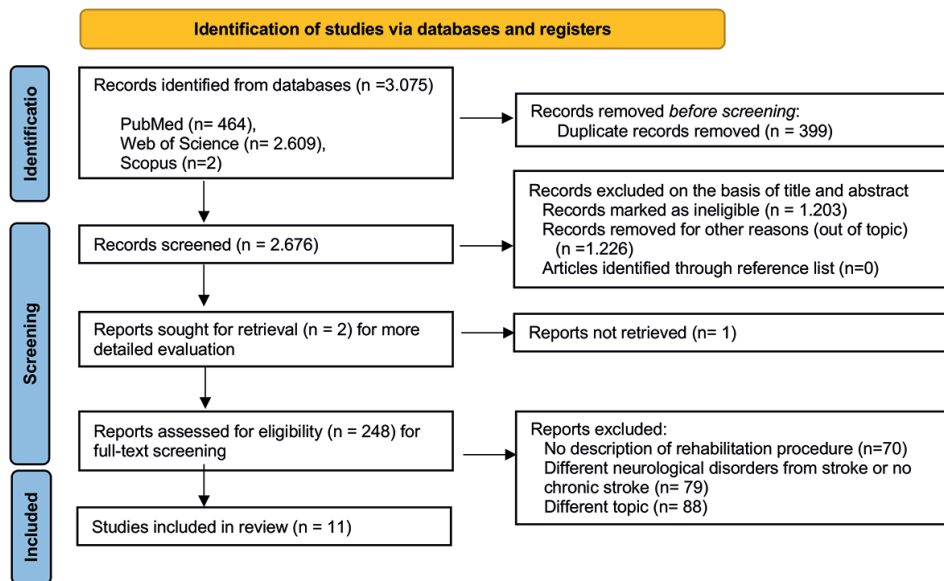 Identification of studies via databases and registers
Identificatio
Records identified from databases (n =3.075)
PubMed (n= 464),
Web of Science (n= 2.609),
Scopus (n=2)
Records removed before screening:
Duplicate records removed (n = 399)
Screening
Records screened (n = 2.676)
Records excluded on the basis of title and abstract
Records marked as ineligible (n = 1.203)
Records removed for other reasons (out of topic)
(n =1.226)
Articles identified through reference list (n=0)
Reports sought for retrieval (n = 2) for more
detailed evaluation
Reports not retrieved (n= 1)
Reports assessed for eligibility (n = 248) for
full-text screening
Reports excluded:
No description of rehabilitation procedure (n=70)
Different neurological disorders from stroke or no
chronic stroke (n= 79)
Different topic (n= 88)
Included
Studies included in review (n = 11)